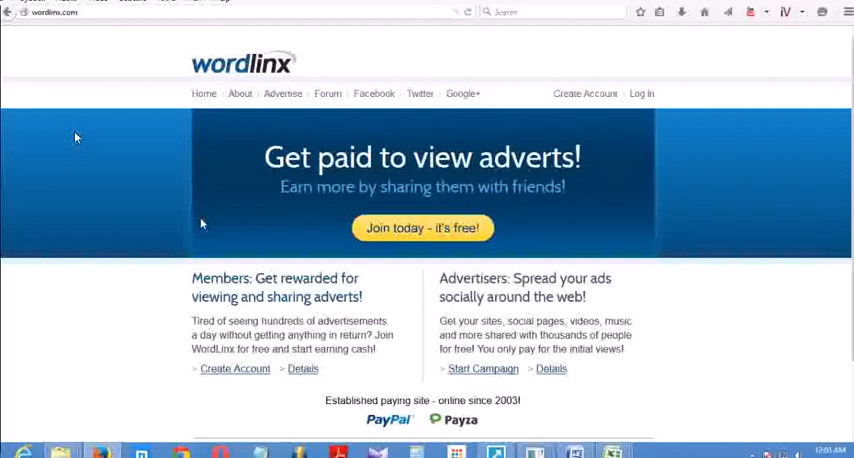 wordlinx.com
Search
wordlinx
Home About Advertise Forum Facebook Twitter Google+ Create Account Log In
Get paid to view adverts!
Earn more by sharing them with friends!
Join today - it's free!
Members: Get rewarded for
viewing and sharing adverts!
Tired of seeing hundreds of advertisements
a day without getting anything in return? Join
WordLinx for free and start earning cash!
> Create Account > Details
Advertisers: Spread your ads
socially around the web!
Get your sites, social pages, videos, music
and more shared with thousands of people
for free! You only pay for the initial views!
> Start Campaign > Details
Established paying site - online since 2003!
PayPal Payza
12:03 AM